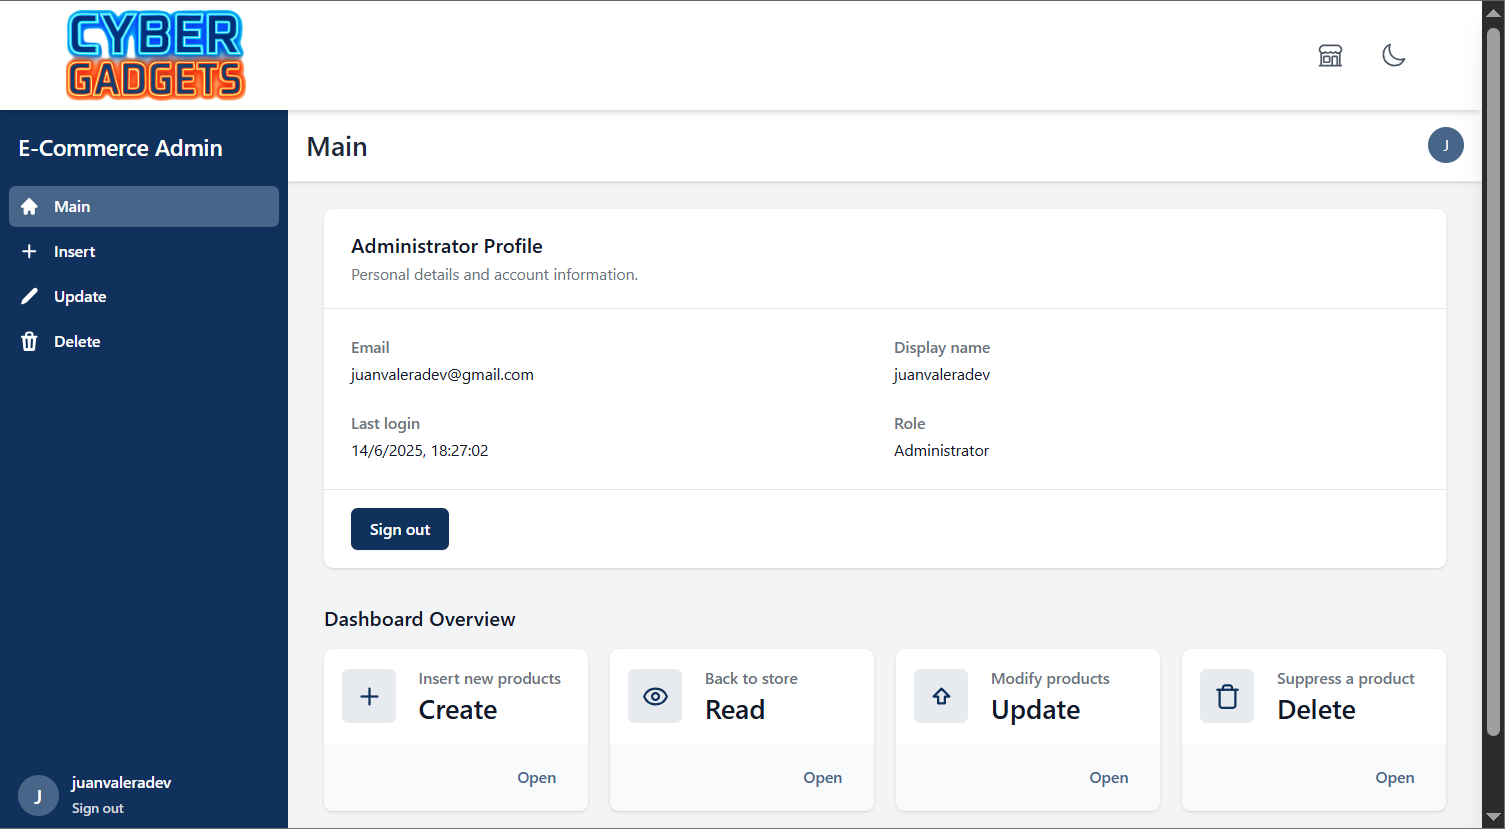 CYBER
GADGETS
E-Commerce Admin
Main
Insert
Update
Delete
juanvaleradev
Sign out
J
Main
J
Administrator Profile
Personal details and account information.
Email
juanvaleradev@gmail.com
Display name
juanvaleradev
Last login
14/6/2025, 18:27:02
Role
Administrator
Sign out
Dashboard Overview
Insert new products
Create
Open
Back to store
Read
Open
Modify products
Update
Open
Suppress a product
Delete
Open